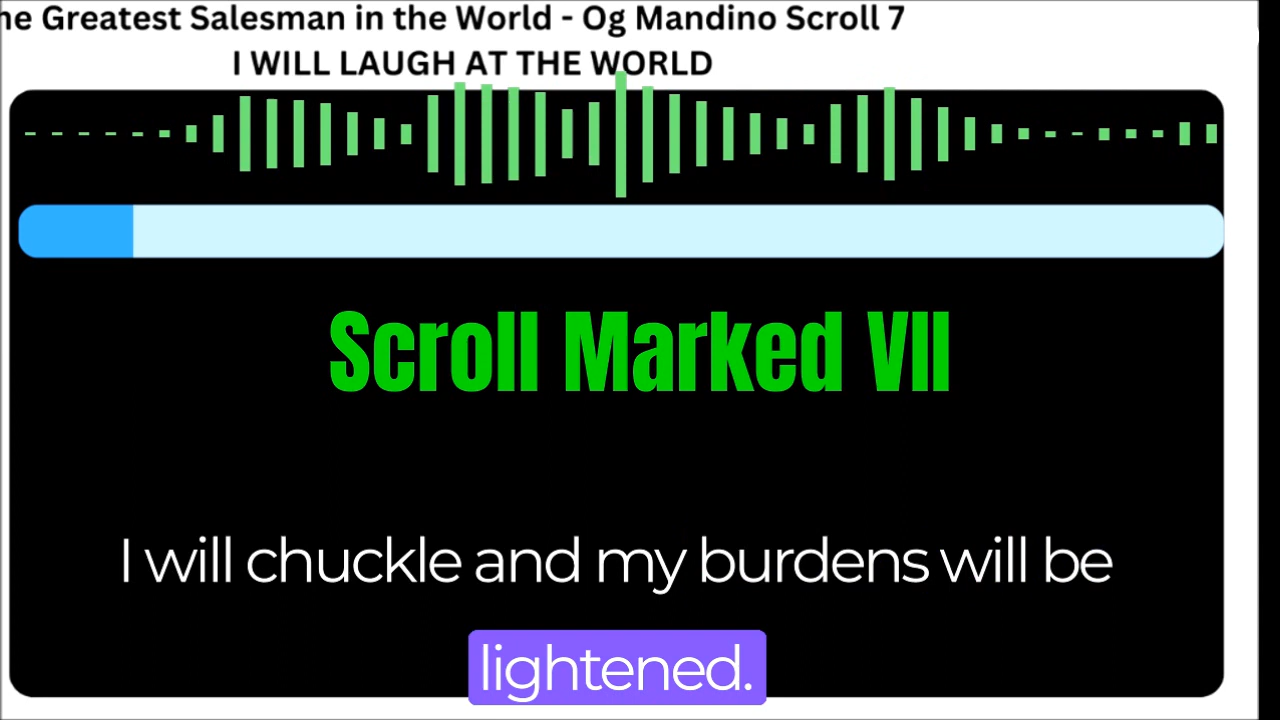 he Greatest Salesman in the World - Og Mandino Scroll 7
I WILL LAUGH AT THE WORLD
Scroll Marked VII
I will chuckle and my burdens will be
lightened.